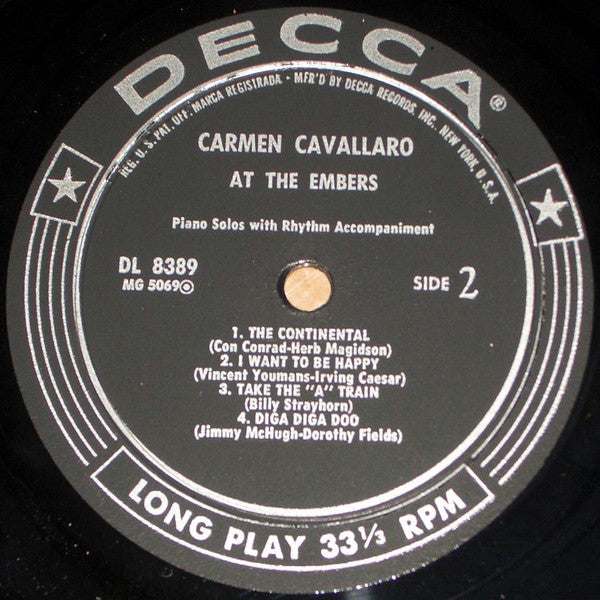 DECCA®
REG. U.S. PAT. OFF. MARCA REGISTRADA • MFR'D BY DECCA RECORDS, INC., NEW YORK, U.S.A.
CARMEN CAVALLARO
AT THE EMBERS
Piano Solos with Rhythm Accompaniment
DL 8389
MG 5069
SIDE 2
1. THE CONTINENTAL
(Con Conrad-Herb Magidson)
2. I WANT TO BE HAPPY
(Vincent Youmans-Irving Caesar)
3. TAKE THE "A" TRAIN
(Billy Strayhorn)
4. DIGA DIGA DOO
(Jimmy McHugh-Dorothy Fields)
LONG PLAY 33⅓ RPM